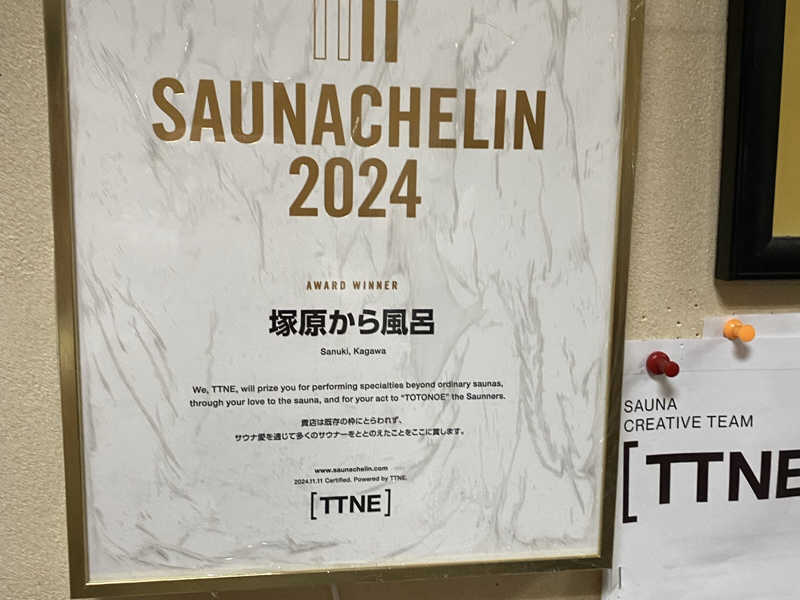 SAUNACHELIN
2024
AWARD WINNER
塚原から風呂
Sanuki, Kagawa
We, TTNE, will prize you for performing specialties beyond ordinary saunas,
through your love to the sauna, and for your act to “TOTONOE” the Saunners.
貴店は既存の枠にとらわれず、
サウナ愛を通じて多くのサウナーをととのえたことをここに賞します。
www.saunachelin.com
2024.11.11 Certified. Powered by TTNE.
[TTNE]
SAUNA
CREATIVE TEAM
[TTNE